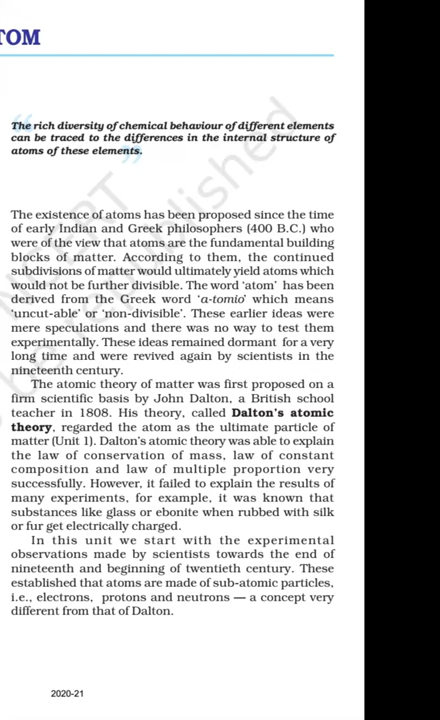 TOM
The rich diversity of chemical behaviour of different elements
can be traced to the differences in the internal structure of
atoms of these elements.
The existence of atoms has been proposed since the time
of early Indian and Greek philosophers (400 B.C.) who
were of the view that atoms are the fundamental building
blocks of matter. According to them, the continued
subdivisions of matter would ultimately yield atoms which
would not be further divisible. The word ‘atom’ has been
derived from the Greek word ‘a-tomio’ which means
‘uncut-able’ or ‘non-divisible’. These earlier ideas were
mere speculations and there was no way to test them
experimentally. These ideas remained dormant for a very
long time and were revived again by scientists in the
nineteenth century.
The atomic theory of matter was first proposed on a
firm scientific basis by John Dalton, a British school
teacher in 1808. His theory, called Dalton's atomic
theory, regarded the atom as the ultimate particle of
matter (Unit 1). Dalton’s atomic theory was able to explain
the law of conservation of mass, law of constant
composition and law of multiple proportion very
successfully. However, it failed to explain the results of
many experiments, for example, it was known that
substances like glass or ebonite when rubbed with silk
or fur get electrically charged.
In this unit we start with the experimental
observations made by scientists towards the end of
nineteenth and beginning of twentieth century. These
established that atoms are made of sub-atomic particles,
i.e., electrons, protons and neutrons — a concept very
different from that of Dalton.
2020-21